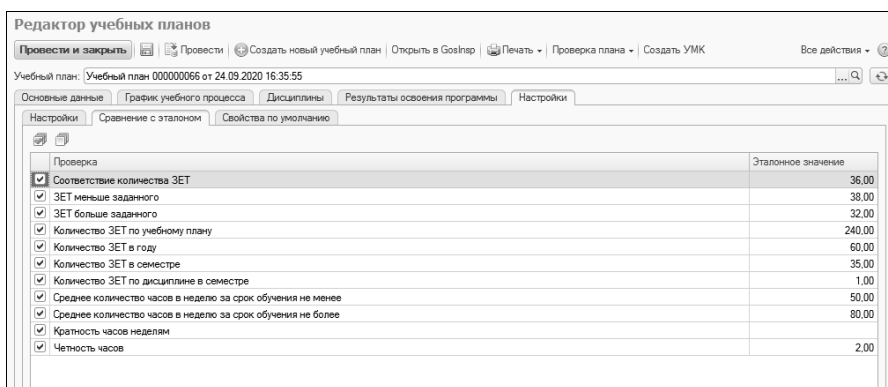 Редактор учебных планов
Провести и закрыть Провести Создать новый учебный план Открыть в GosInsp Печать Проверка плана Создать УМК Все действия
Учебный план: Учебный план 000000066 от 24.09.2020 16:35:55
Основные данные График учебного процесса Дисциплины Результаты освоения программы Настройки
Настройки Сравнение с эталоном Свойства по умолчанию
Проверка Эталонное значение
Соответствие количества ЗЕТ 36,00
ЗЕТ меньше заданного 38,00
ЗЕТ больше заданного 32,00
Количество ЗЕТ по учебному плану 240,00
Количество ЗЕТ в году 60,00
Количество ЗЕТ в семестре 35,00
Количество ЗЕТ по дисциплине в семестре 1,00
Среднее количество часов в неделю за срок обучения не менее 50,00
Среднее количество часов в неделю за срок обучения не более 80,00
Кратность часов неделям
Четность часов 2,00